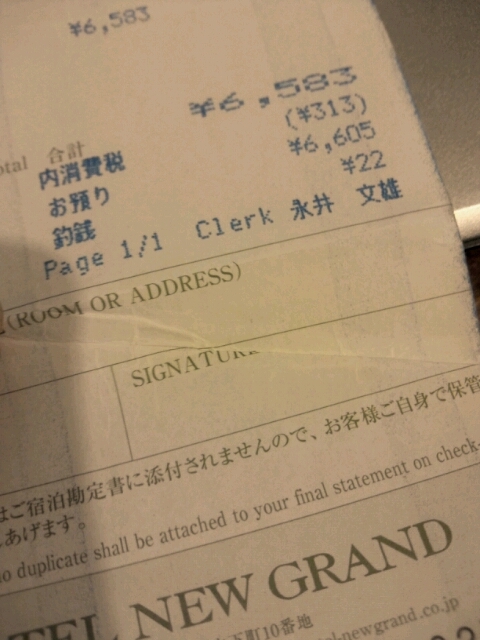 ¥6,583
¥6,583
合計
内消費税 (¥313)
お預り ¥6,605
釣銭 ¥22
Page 1/1 Clerk 永井 文雄
(ROOM OR ADDRESS)
SIGNATURE
はご宿泊勘定書に添付されませんので、お客様ご自身で保管
しあげます。
no duplicate shall be attached to your final statement on check-
TEL NEW GRAND
下町10番地
l-newgrand.co.jp